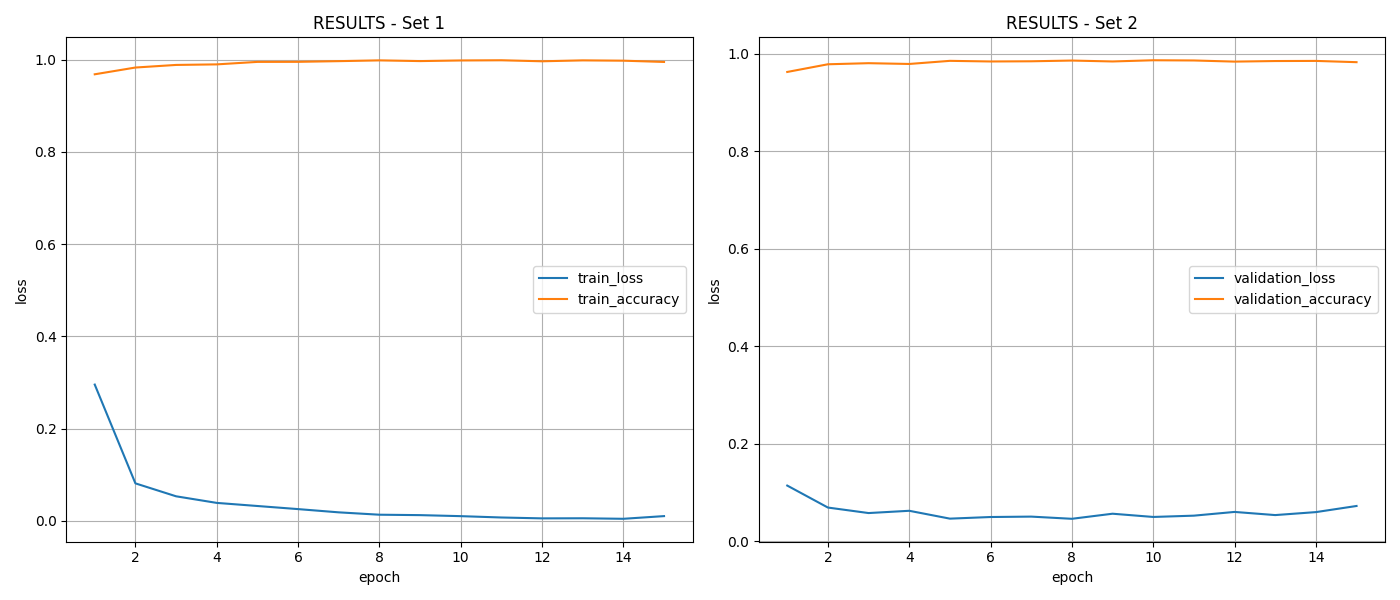 RESULTS - Set 1
1.0
0.8
0.6
0.4
0.2
0.0
loss
train_loss
train_accuracy
2 4 6 8 10 12 14
epoch
RESULTS - Set 2
1.0
0.8
0.6
0.4
0.2
0.0
loss
validation_loss
validation_accuracy
2 4 6 8 10 12 14
epoch